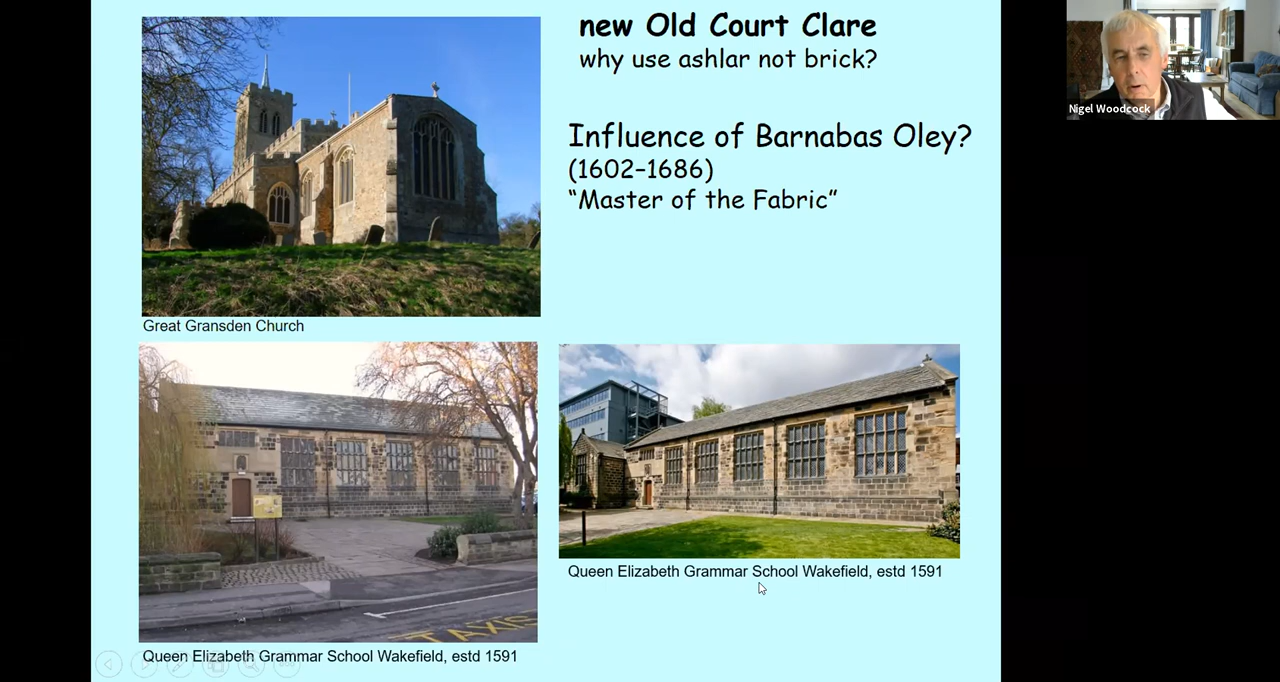 new Old Court Clare
why use ashlar not brick?
Nigel Woodcock
Influence of Barnabas Oley?
(1602–1686)
“Master of the Fabric”
Great Gransden Church
Queen Elizabeth Grammar School Wakefield, estd 1591
TAXIS
Queen Elizabeth Grammar School Wakefield, estd 1591